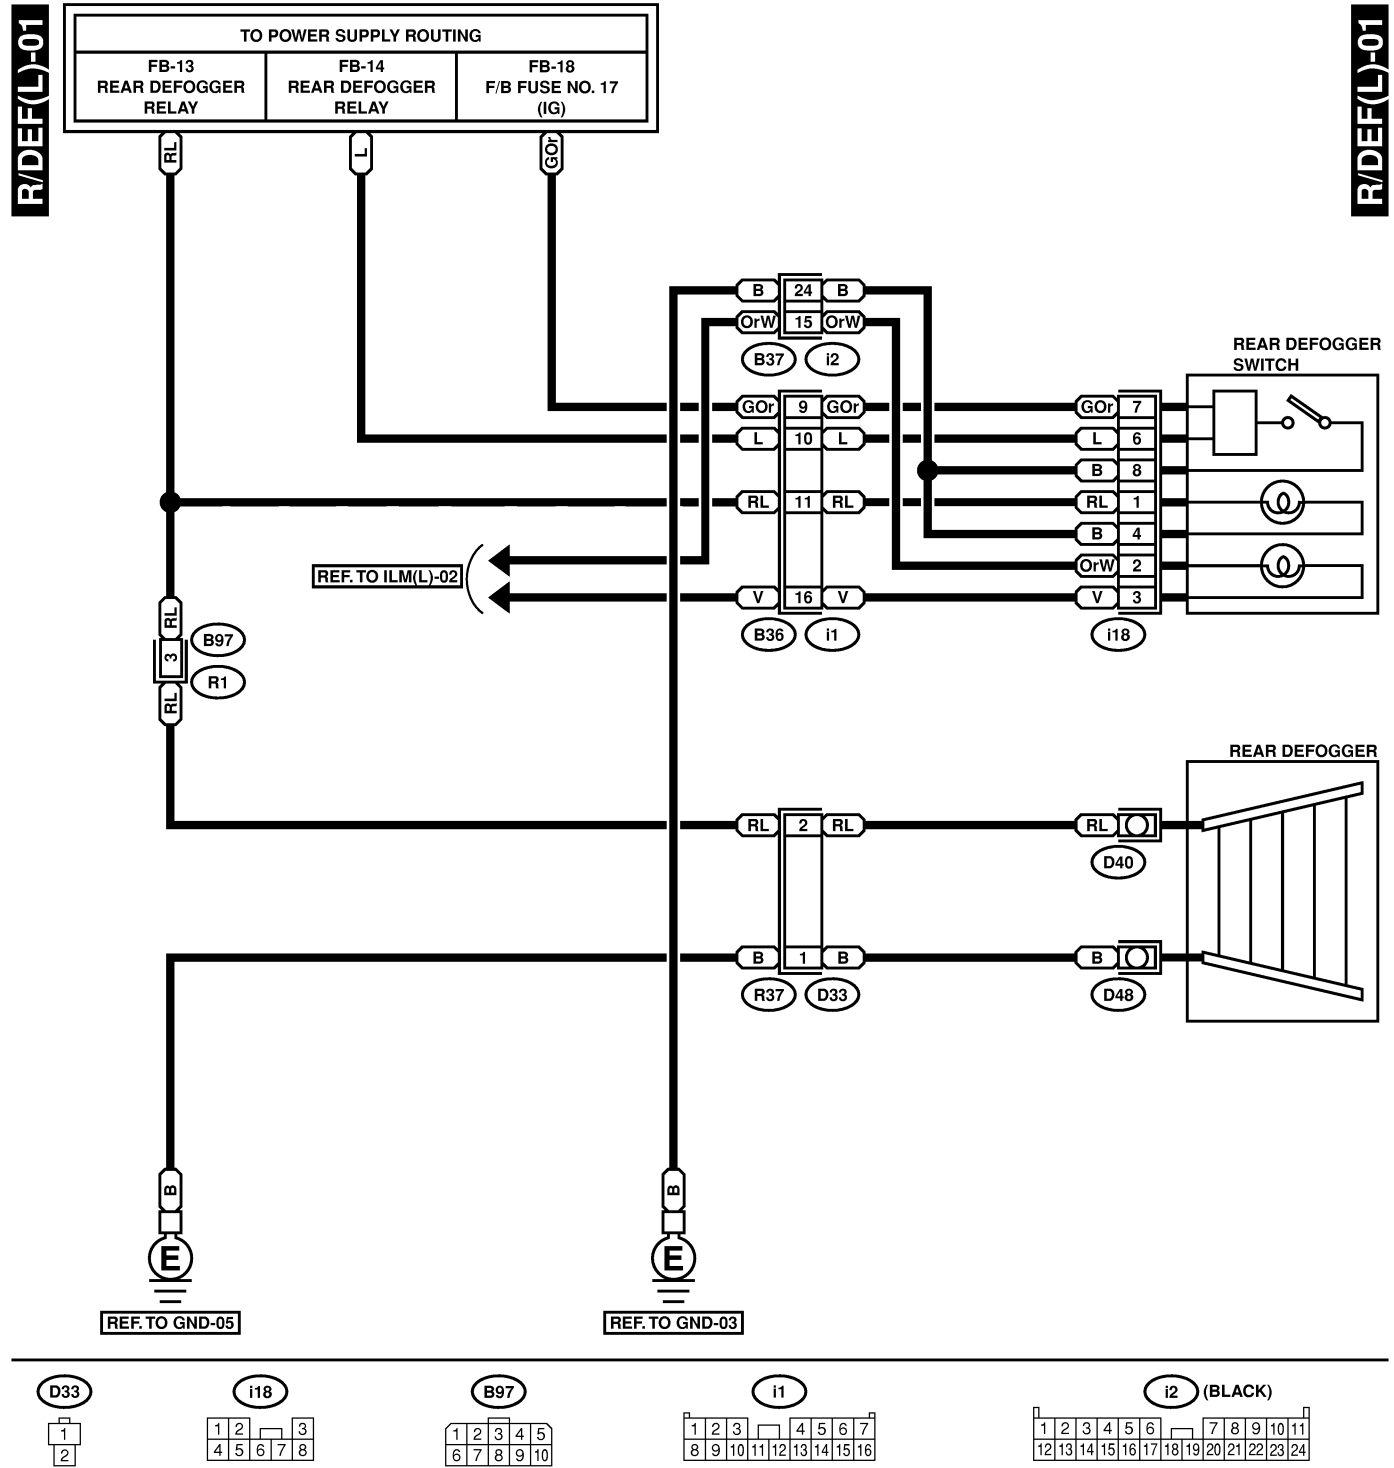 R/DEF(L)-01
R/DEF(L)-01
TO POWER SUPPLY ROUTING
FB-13
REAR DEFOGGER
RELAY
FB-14
REAR DEFOGGER
RELAY
FB-18
F/B FUSE NO. 17
(IG)
RL
L
GOr
B 24 B
OrW 15 OrW
B37 i2
REAR DEFOGGER
SWITCH
GOr 9 GOr GOr 7
L 10 L L 6
B 8
RL 11 RL RL 1
B 4
OrW 2
REF. TO ILM(L)-02
V 16 V V 3
B36 i1 i18
RL
3
RL
B97
R1
REAR DEFOGGER
RL 2 RL RL
D40
B 1 B B
R37 D33 D48
B B
E E
REF. TO GND-05 REF. TO GND-03
D33
1
2
i18
1 2 3
4 5 6 7 8
B97
1 2 3 4 5
6 7 8 9 10
i1
1 2 3 4 5 6 7
8 9 10 11 12 13 14 15 16
i2 (BLACK)
1 2 3 4 5 6 7 8 9 10 11
12 13 14 15 16 17 18 19 20 21 22 23 24